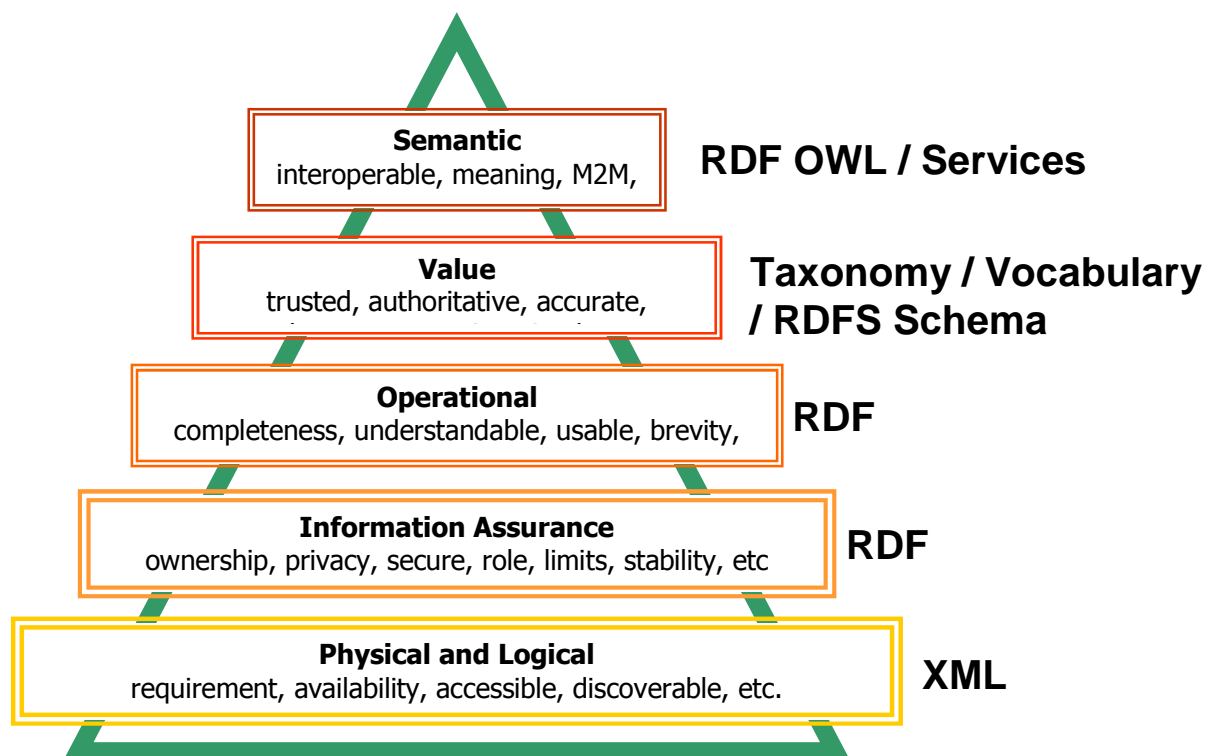 Semantic
interoperable, meaning, M2M,
RDF OWL / Services
Value
trusted, authoritative, accurate,
Taxonomy / Vocabulary
/ RDFS Schema
Operational
completeness, understandable, usable, brevity,
RDF
Information Assurance
ownership, privacy, secure, role, limits, stability, etc
RDF
Physical and Logical
requirement, availability, accessible, discoverable, etc.
XML